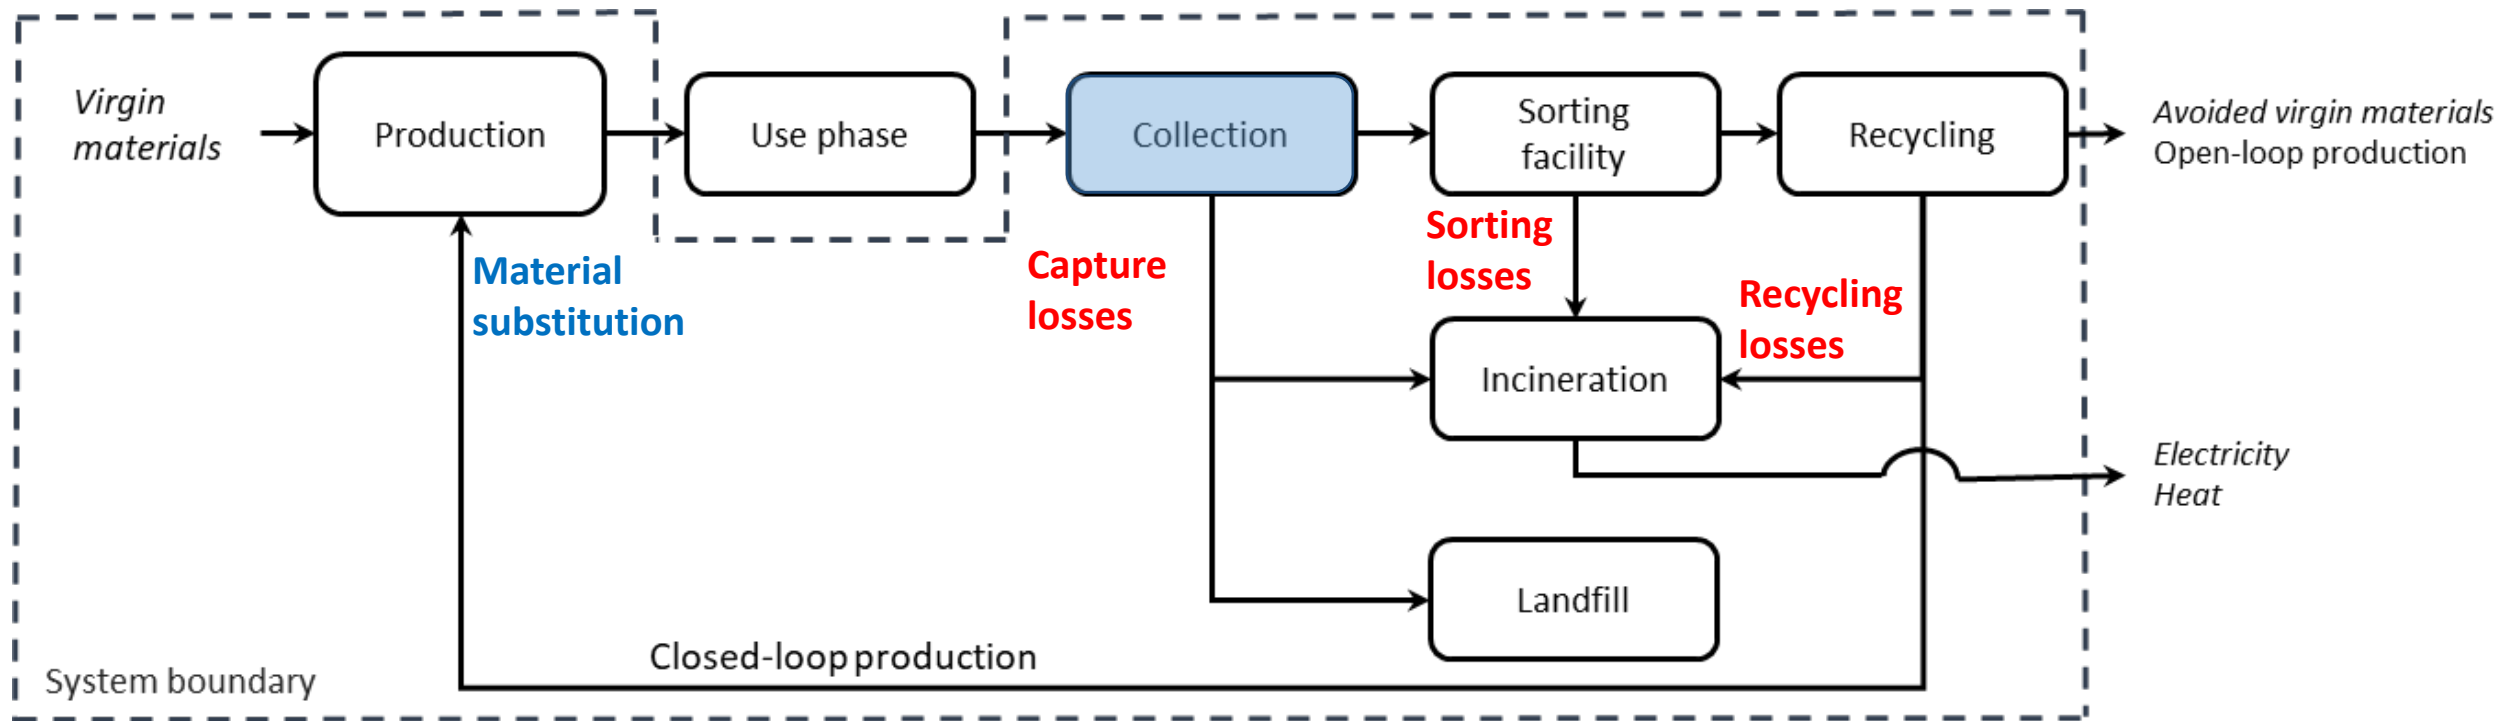 Virgin
materials
Production
Use phase
Collection
Sorting
facility
Recycling
Avoided virgin materials
Open-loop production
Material
substitution
Capture
losses
Sorting
losses
Recycling
losses
Incineration
Electricity
Heat
Landfill
Closed-loop production
System boundary